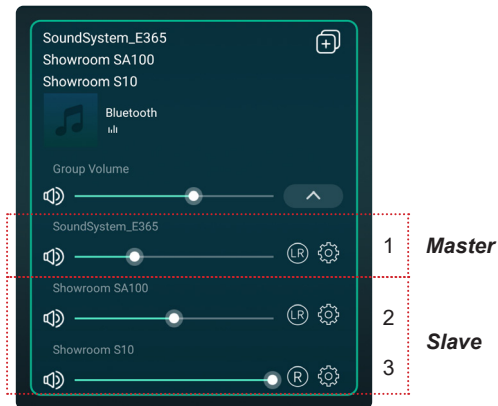 SoundSystem_E365
Showroom SA100
Showroom S10
Bluetooth
Group Volume
SoundSystem_E365
LR
1
Master
Showroom SA100
LR
2
Slave
Showroom S10
R
3